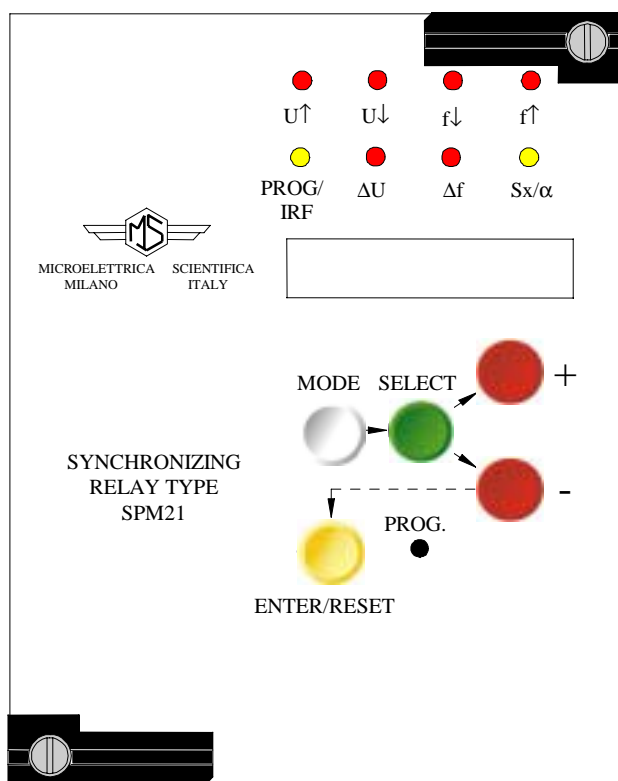 U↑ U↓ f↓ f↑
PROG/ IRF ΔU Δf Sx/α
MS
MICROELETTRICA SCIENTIFICA
MILANO ITALY
MODE SELECT +
SYNCHRONIZING
RELAY TYPE
SPM21
-
PROG.
ENTER/RESET